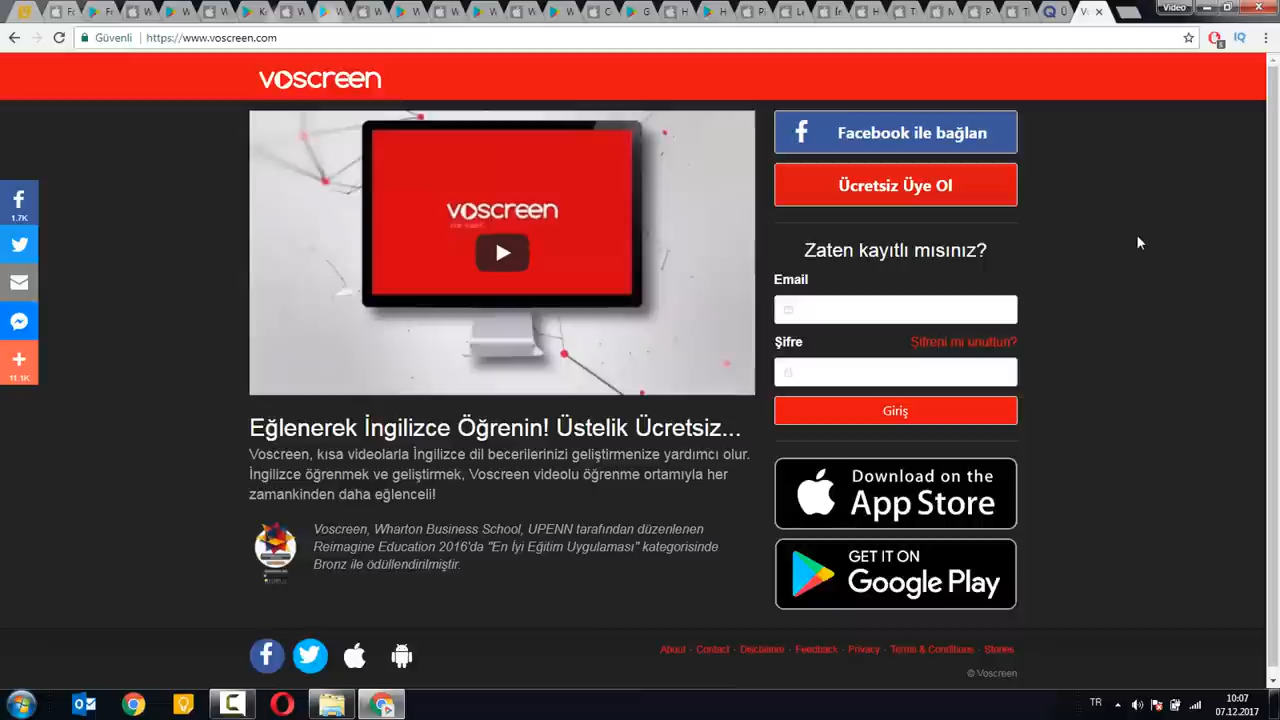 Video
Güvenli
https://www.voscreen.com
voscreen
Facebook ile bağlan
voscreen
Ücretsiz Üye Ol
1.7K
Zaten kayıtlı mısınız?
Email
Şifre
Şifreni mi unuttun?
11.1K
Giriş
Eğlenerek İngilizce Öğrenin! Üstelik Ücretsiz...
Voscreen, kısa videolarla İngilizce dil becerilerinizi geliştirmenize yardımcı olur.
İngilizce öğrenmek ve geliştirmek, Voscreen videolu öğrenme ortamıyla her
zamankinden daha eğlenceli!
Download on the
App Store
Voscreen, Wharton Business School, UPENN tarafından düzenlenen
Reimagine Education 2016'da "En İyi Eğitim Uygulaması" kategorisinde
Bronz ile ödüllendirilmiştir.
GET IT ON
Google Play
About - Contact - Disclaimer - Feedback - Privacy - Terms & Conditions - Stories
© Voscreen
TR
10:07
07.12.2017